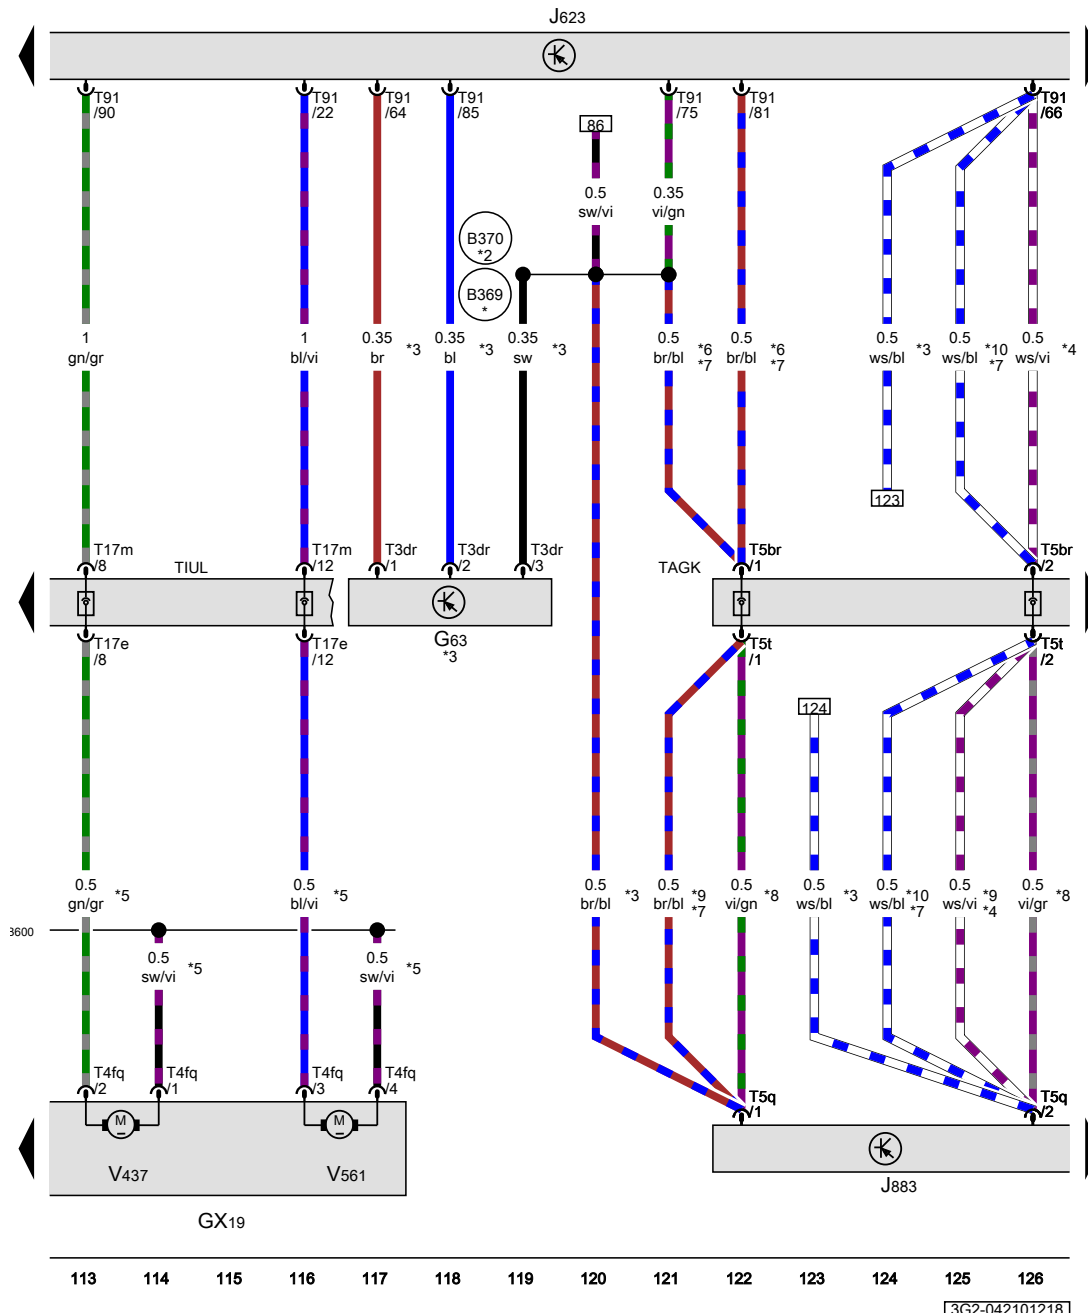 J623
T91
/90
T91
/22
T91
/64
T91
/85
T91
/75
T91
/81
T91
/66
86
0.5
sw/vi
0.35
vi/gn
B370
*2
B369
*
1
gn/gr
1
bl/vi
0.35
br
*3
0.35
bl
*3
0.35
sw
*3
0.5
br/bl
*6
*7
0.5
br/bl
*6
*7
0.5
ws/bl
*3
0.5
ws/bl
*10
*7
0.5
ws/vi
*4
123
T17m
/8
TIUL
T17m
/12
T3dr
/1
T3dr
/2
T3dr
/3
TAGK
T5br
/1
T5br
/2
T17e
/8
T17e
/12
G63
*3
T5t
/1
T5t
/2
124
0.5
gn/gr
*5
0.5
bl/vi
*5
0.5
br/bl
*3
0.5
br/bl
*9
*7
0.5
vi/gn
*8
0.5
ws/bl
*3
0.5
ws/bl
*10
*7
0.5
ws/vi
*9
*4
0.5
vi/gr
*8
3600
0.5
sw/vi
*5
0.5
sw/vi
*5
T4fq
/2
T4fq
/1
T4fq
/3
T4fq
/4
T5q
/1
T5q
/2
M
M
V437
V561
J883
GX19
113 114 115 116 117 118 119 120 121 122 123 124 125 126
3G2-042101218